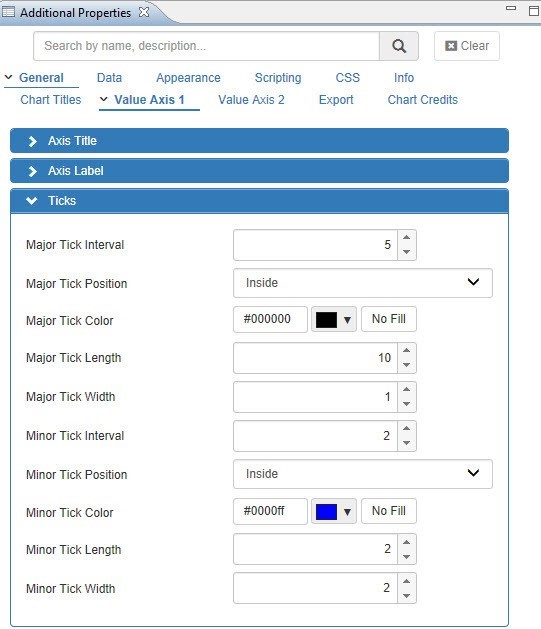 Additional Properties
Search by name, description...
Clear
General Data Appearance Scripting CSS Info
Chart Titles Value Axis 1 Value Axis 2 Export Chart Credits
Axis Title
Axis Label
Ticks
Major Tick Interval 5
Major Tick Position Inside
Major Tick Color #000000 No Fill
Major Tick Length 10
Major Tick Width 1
Minor Tick Interval 2
Minor Tick Position Inside
Minor Tick Color #0000ff No Fill
Minor Tick Length 2
Minor Tick Width 2